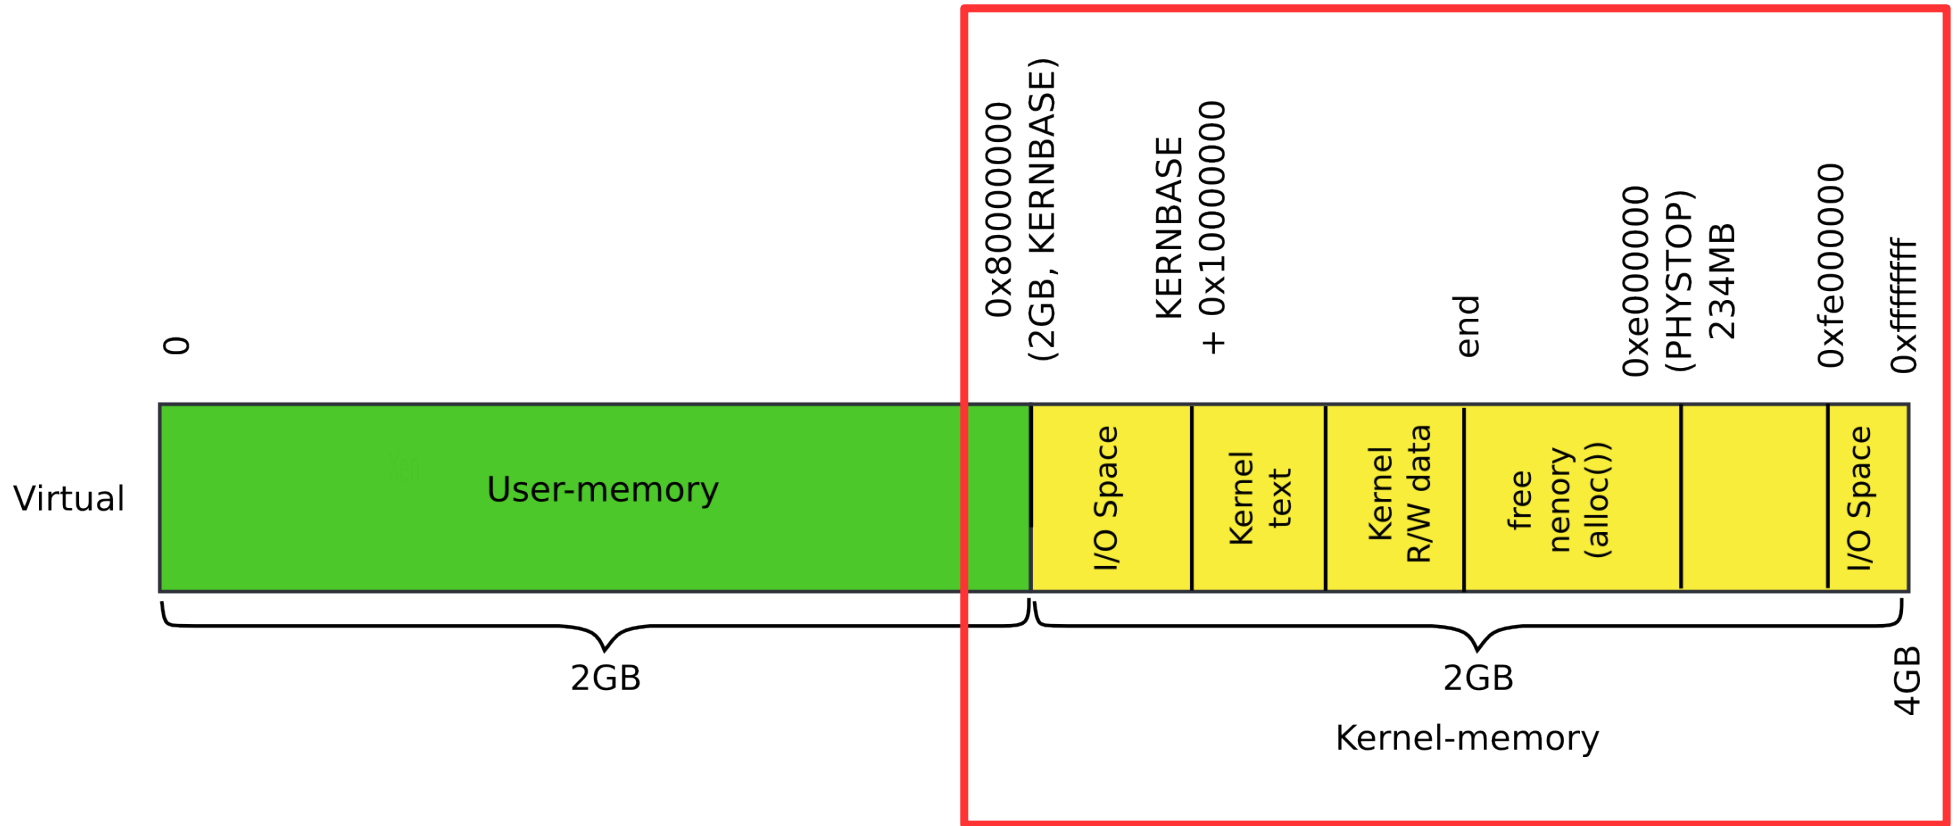 0
0x80000000
(2GB, KERNBASE)
KERNBASE
+ 0x10000000
end
0xe000000
(PHYSTOP)
234MB
0xfe000000
0xffffffff
Virtual
User-memory
I/O Space
Kernel
text
Kernel
R/W data
free
nenory
(alloc())
I/O Space
2GB
2GB
4GB
Kernel-memory